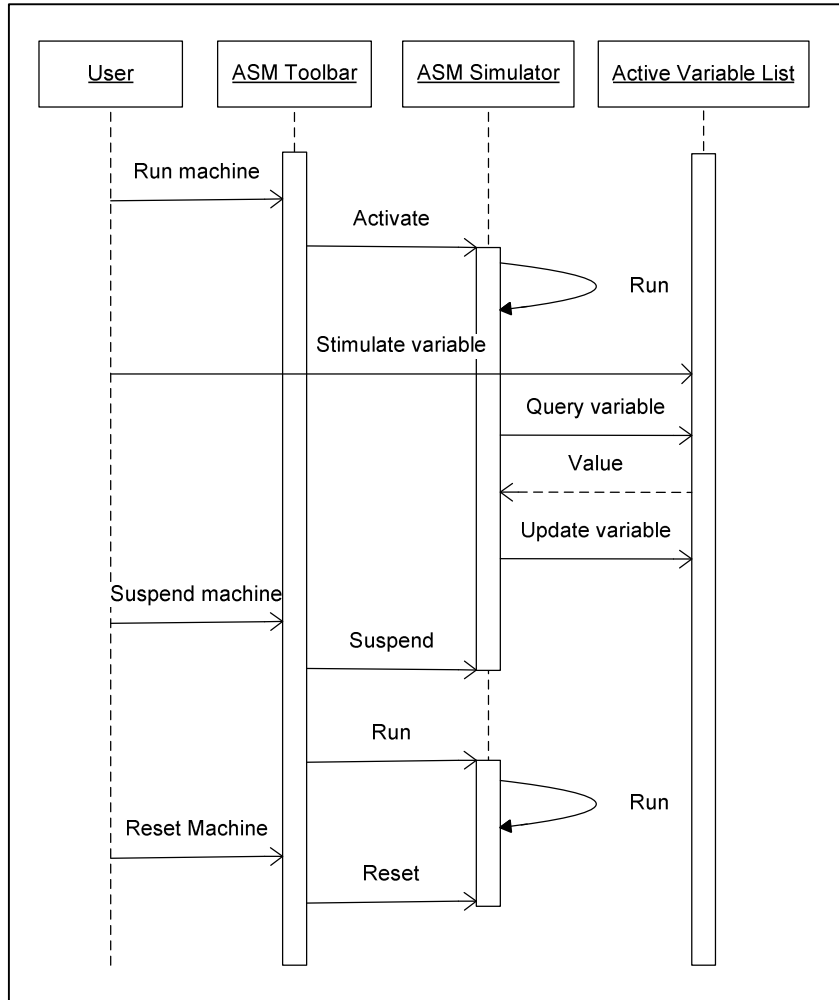 User
ASM Toolbar
ASM Simulator
Active Variable List
Run machine
Activate
Run
Stimulate variable
Query variable
Value
Update variable
Suspend machine
Suspend
Run
Run
Reset Machine
Reset